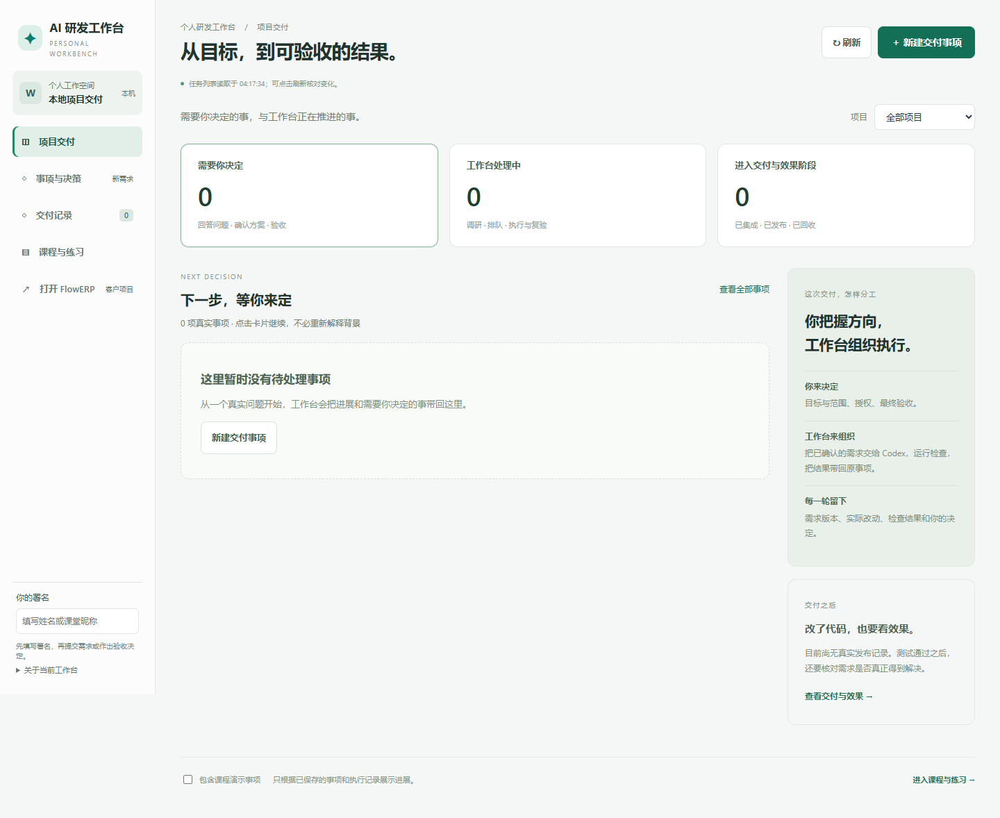 AI 研发工作台
PERSONAL
WORKBENCH
W
个人工作空间
本地项目交付
本机
项目交付
事项与决策
新需求
交付记录
0
课程与练习
↗ 打开 FlowERP
客户项目
你的署名
填写姓名或课堂昵称
先填写署名，再提交需求或作出验收决
定。
▶ 关于当前工作台
个人研发工作台 / 项目交付
从目标，到可验收的结果。
任务列表读取于 04:17:34；可点击刷新核对变化。
↻ 刷新
+ 新建交付事项
需要你决定的事，与工作台正在推进的事。
项目
全部项目
需要你决定
0
回答问题 · 确认方案 · 验收
工作台处理中
0
调研 · 排队 · 执行与复验
进入交付与效果阶段
0
已集成 · 已发布 · 已回收
NEXT DECISION
下一步，等你来定
0 项真实事项 · 点击卡片继续，不必重新解释背景
查看全部事项
这里暂时没有待处理事项
从一个真实问题开始，工作台会把进展和需要你决定的事带回这里。
新建交付事项
这次交付，怎样分工
你把握方向，
工作台组织执行。
你来决定
目标与范围、授权、最终验收。
工作台来组织
把已确认的需求交给 Codex，运行检查，
把结果带回原事项。
每一轮留下
需求版本、实际改动、检查结果和你的决
定。
交付之后
改了代码，也要看效果。
目前尚无真实发布记录。测试通过之后，
还要核对需求是否真正得到解决。
查看交付与效果 →
包含课程演示事项
只根据已保存的事项和执行记录展示进展。
进入课程与练习 →